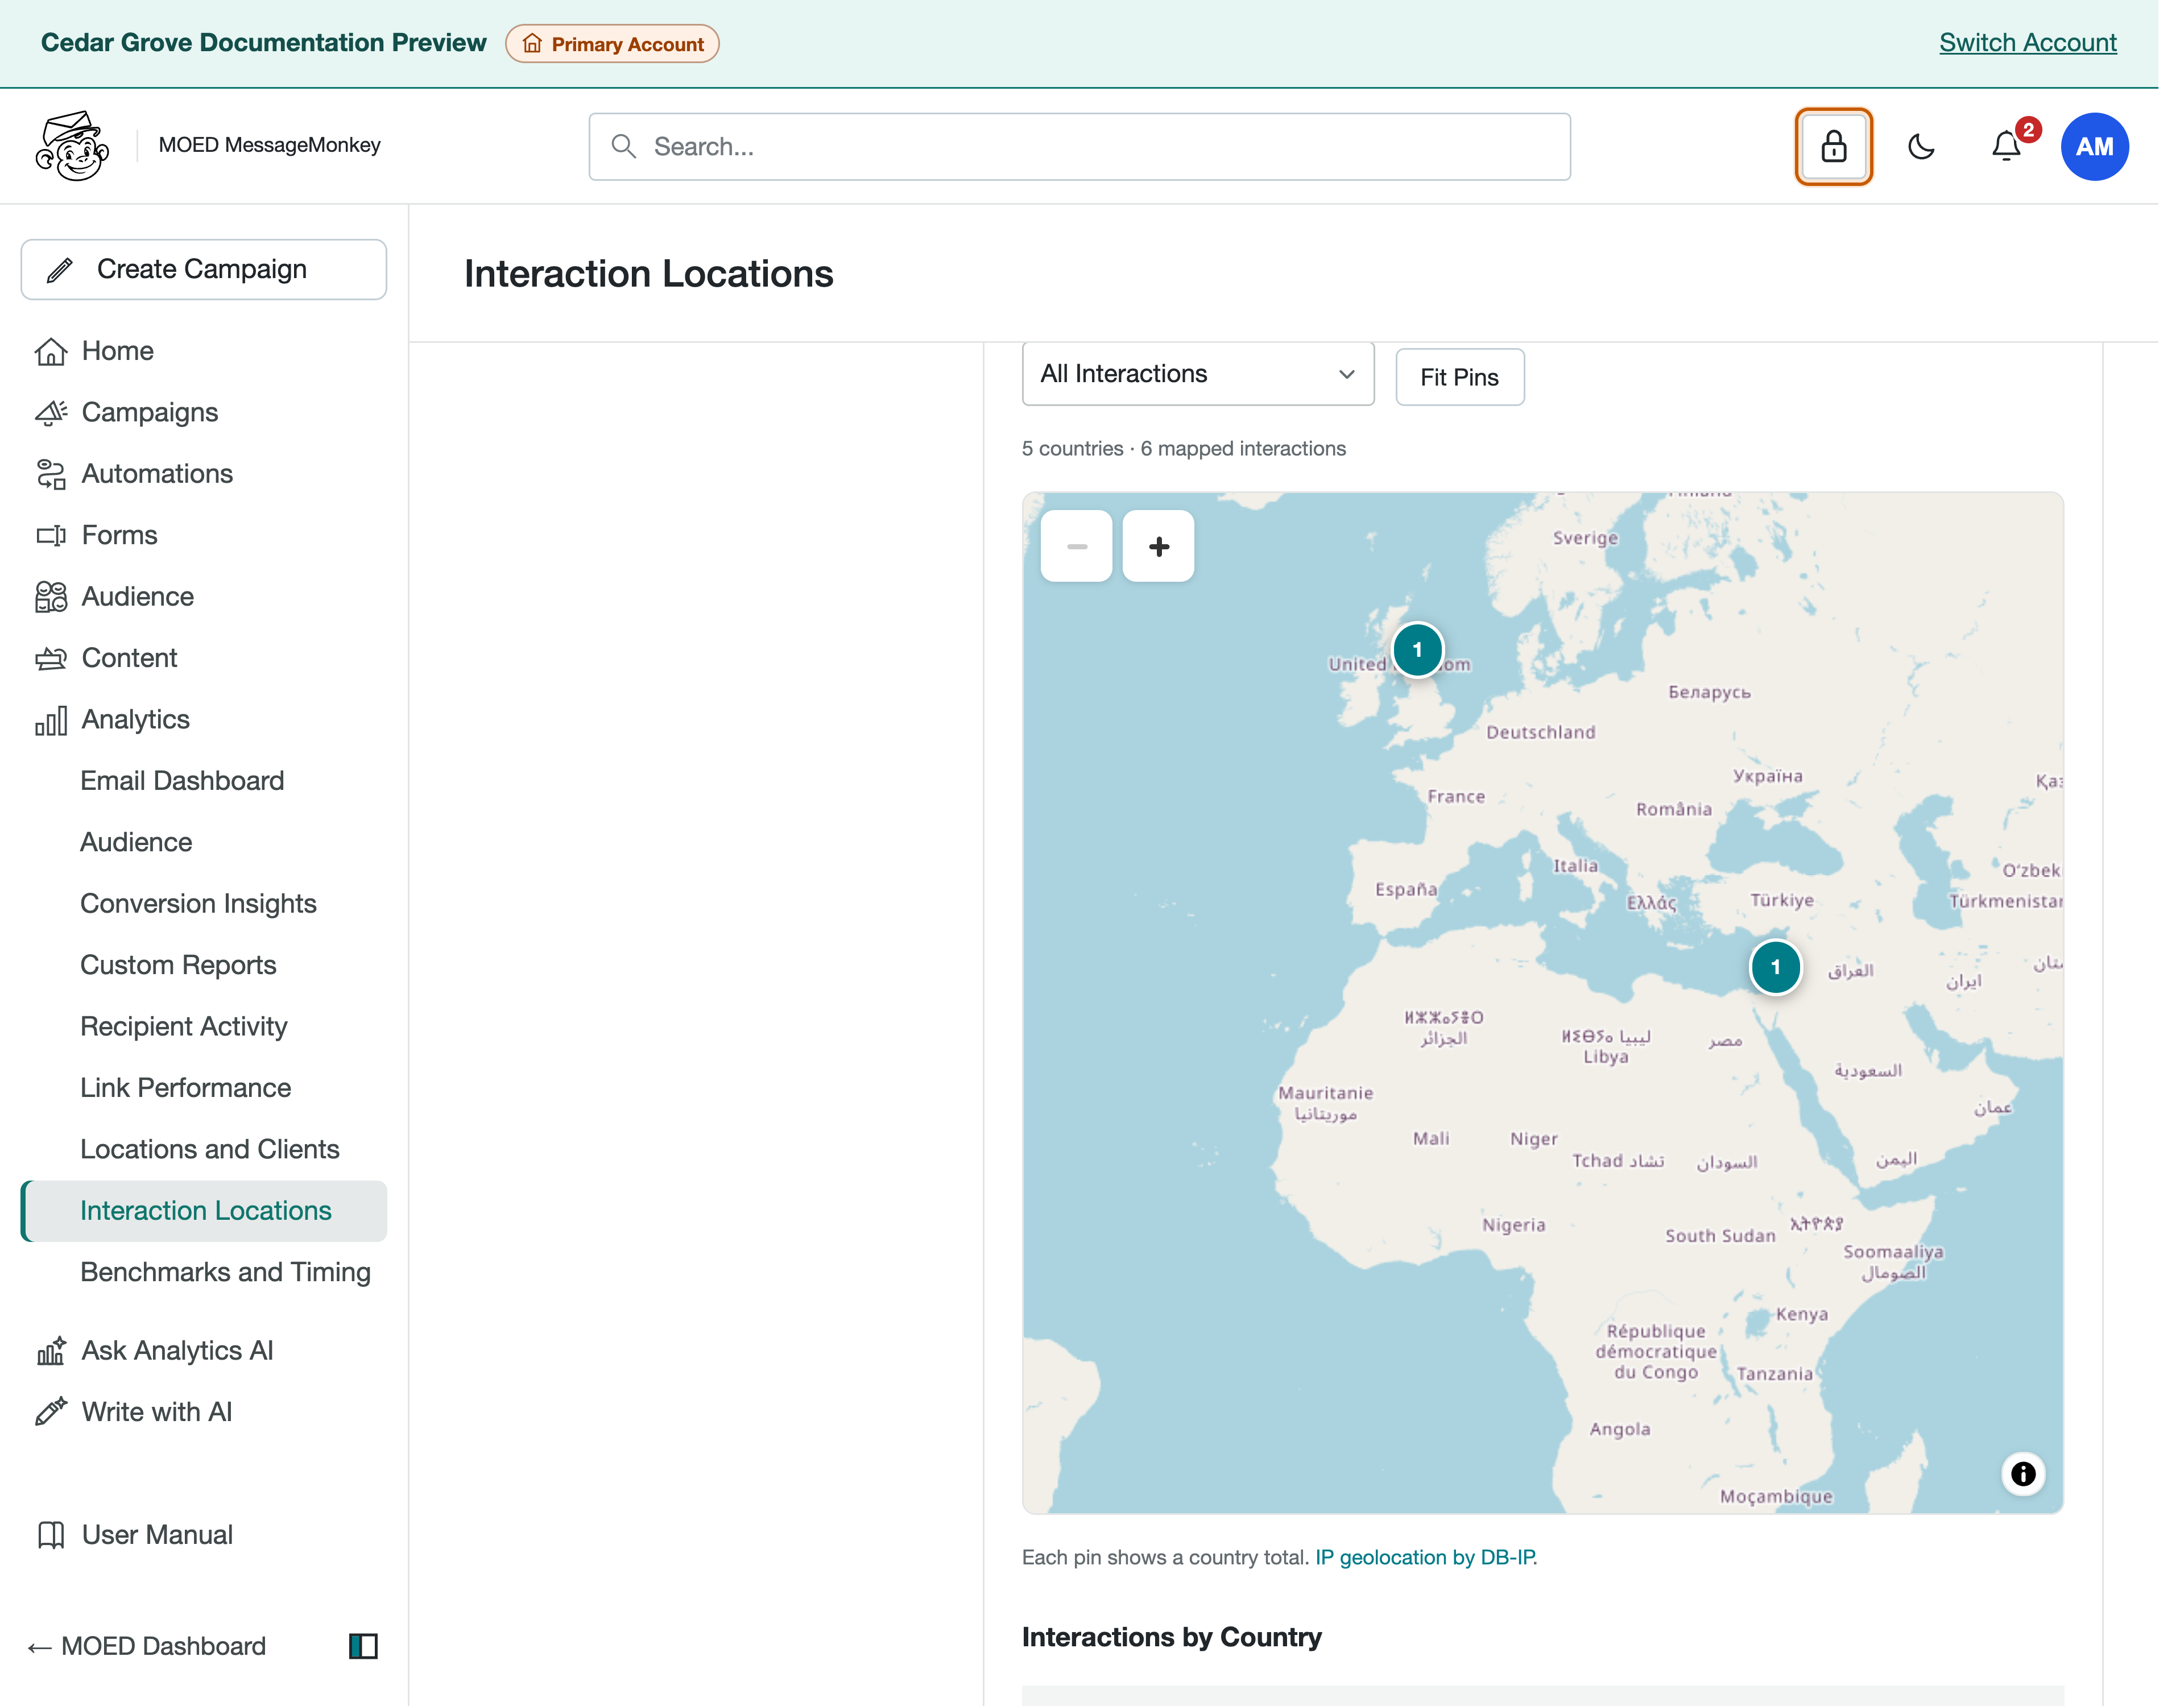 Cedar Grove Documentation Preview
Primary Account
Switch Account
MOED MessageMonkey
Search...
2
AM
Create Campaign
Home
Campaigns
Automations
Forms
Audience
Content
Analytics
Email Dashboard
Audience
Conversion Insights
Custom Reports
Recipient Activity
Link Performance
Locations and Clients
Interaction Locations
Benchmarks and Timing
Ask Analytics AI
Write with AI
User Manual
← MOED Dashboard
Interaction Locations
All Interactions
Fit Pins
5 countries · 6 mapped interactions
Sverige
1
United
Беларусь
Deutschland
Україна
France
România
Italia
España
Ελλάς
Türkiye
1
العراق
ایران
الجزائر
ليبيا
Libya
مصر
السعودية
Mauritanie
موريتانيا
عمان
Mali
Niger
Tchad تشاد
السودان
اليمن
Nigeria
South Sudan
ኢትዮጵያ
Soomaaliya
الصومال
Kenya
République
démocratique
du Congo
Tanzania
Angola
Moçambique
Each pin shows a country total. IP geolocation by DB-IP.
Interactions by Country